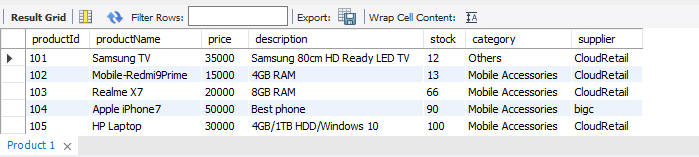 Result Grid Filter Rows: Export: Wrap Cell Content: IA
productId productName price description stock category supplier
101 Samsung TV 35000 Samsung 80cm HD Ready LED TV 12 Others CloudRetail
102 Mobile-Redmi9Prime 15000 4GB RAM 13 Mobile Accessories CloudRetail
103 Realme X7 20000 8GB RAM 66 Mobile Accessories CloudRetail
104 Apple iPhone7 50000 Best phone 90 Mobile Accessories bigc
105 HP Laptop 30000 4GB/1TB HDD/Windows 10 100 Mobile Accessories CloudRetail
Product 1 ×